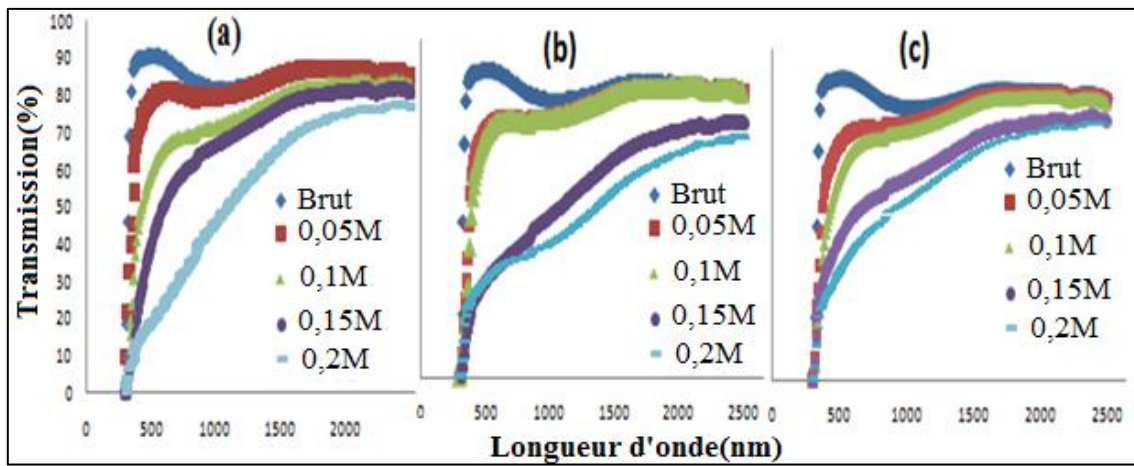 (a)
(b)
(c)
Transmission(%)
100
90
80
70
60
50
40
30
20
10
0
Brut
0,05M
0,1M
0,15M
0,2M
Brut
0,05M
0,1M
0,15M
0,2M
Brut
0,05M
0,1M
0,15M
0,2M
0 500 1000 1500 2000
0 500 1000 1500 2000 2500
0 500 1000 1500 2000 2500
Longueur d'onde(nm)